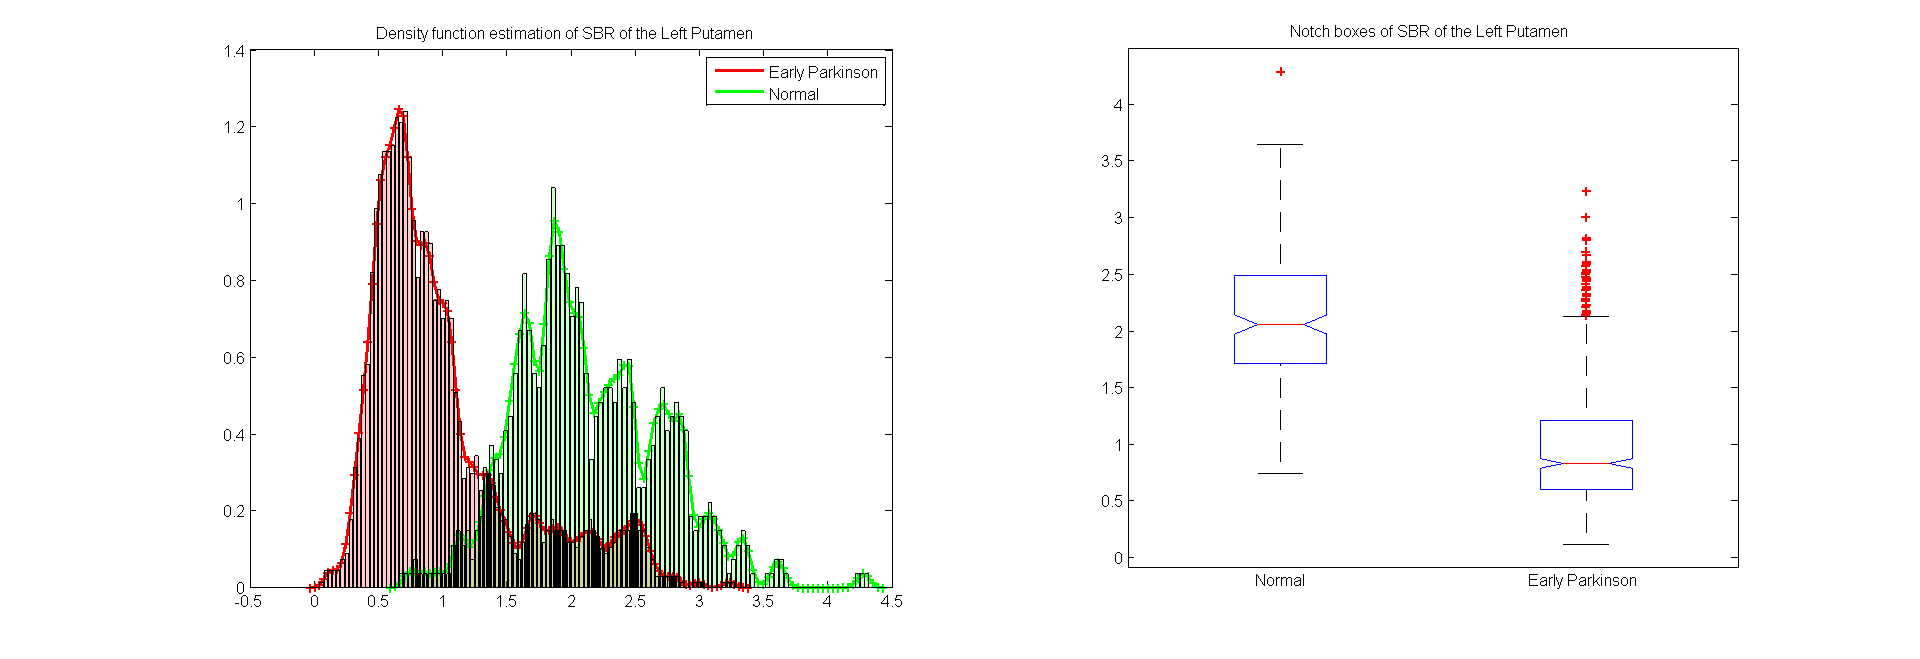 Density function estimation of SBR of the Left Putamen
1.4
1.2
1
0.8
0.6
0.4
0.2
0
-0.5 0 0.5 1 1.5 2 2.5 3 3.5 4 4.5
Early Parkinson
Normal
Notch boxes of SBR of the Left Putamen
4
3.5
3
2.5
2
1.5
1
0.5
0
Normal Early Parkinson